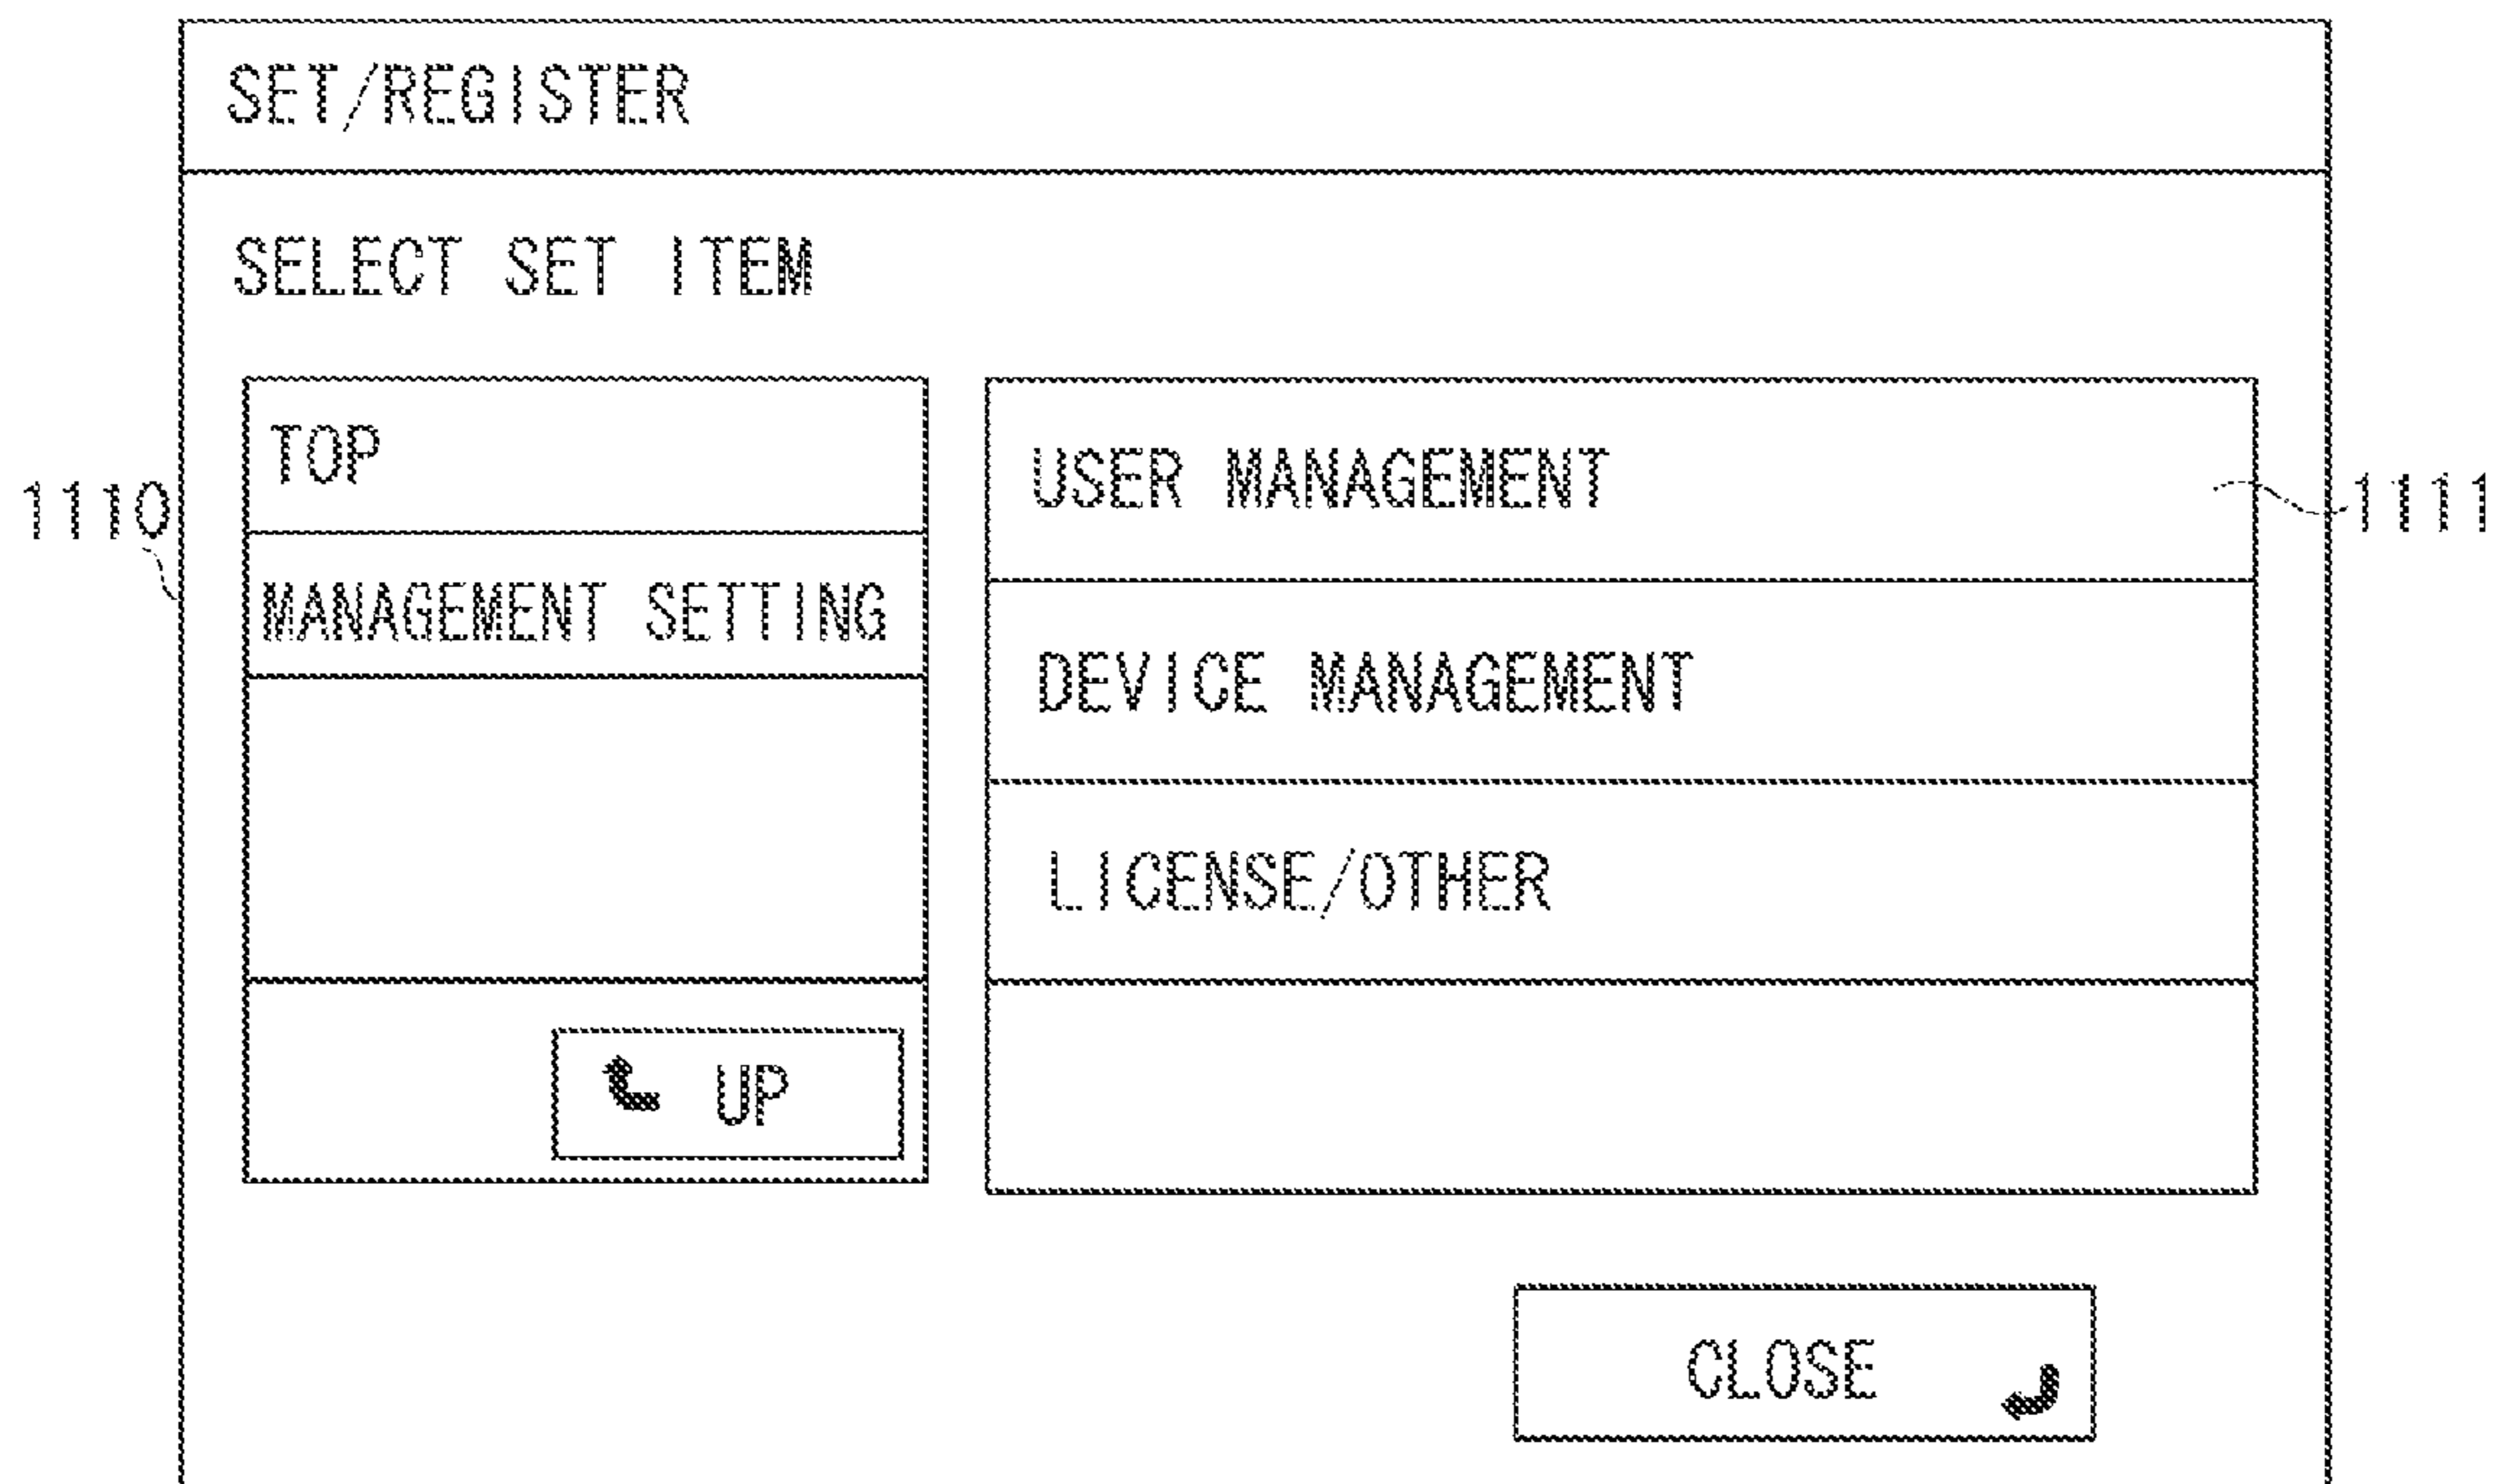 SET/REGISTER
SELECT SET ITEM
TOP
MANAGEMENT SETTING
UP
1110
USER MANAGEMENT
DEVICE MANAGEMENT
LICENSE/OTHER
1111
CLOSE